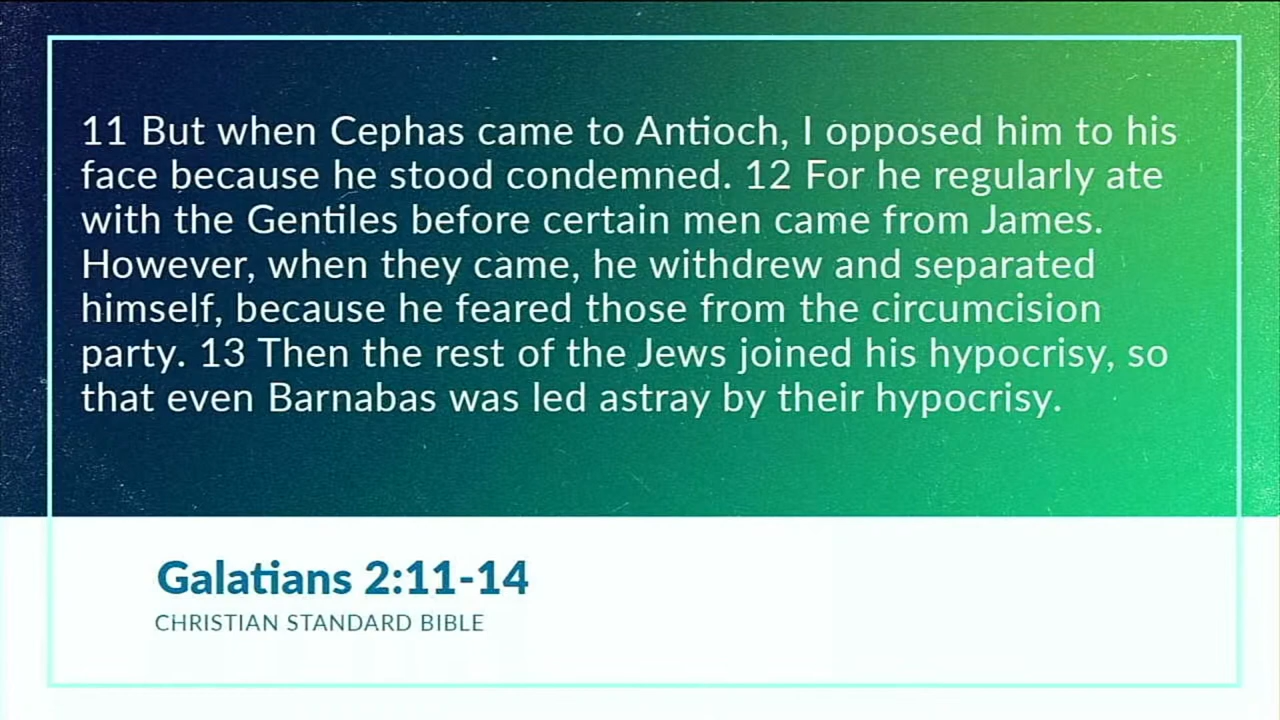 11 But when Cephas came to Antioch, I opposed him to his
face because he stood condemned. 12 For he regularly ate
with the Gentiles before certain men came from James.
However, when they came, he withdrew and separated
himself, because he feared those from the circumcision
party. 13 Then the rest of the Jews joined his hypocrisy, so
that even Barnabas was led astray by their hypocrisy.
Galatians 2:11-14
CHRISTIAN STANDARD BIBLE